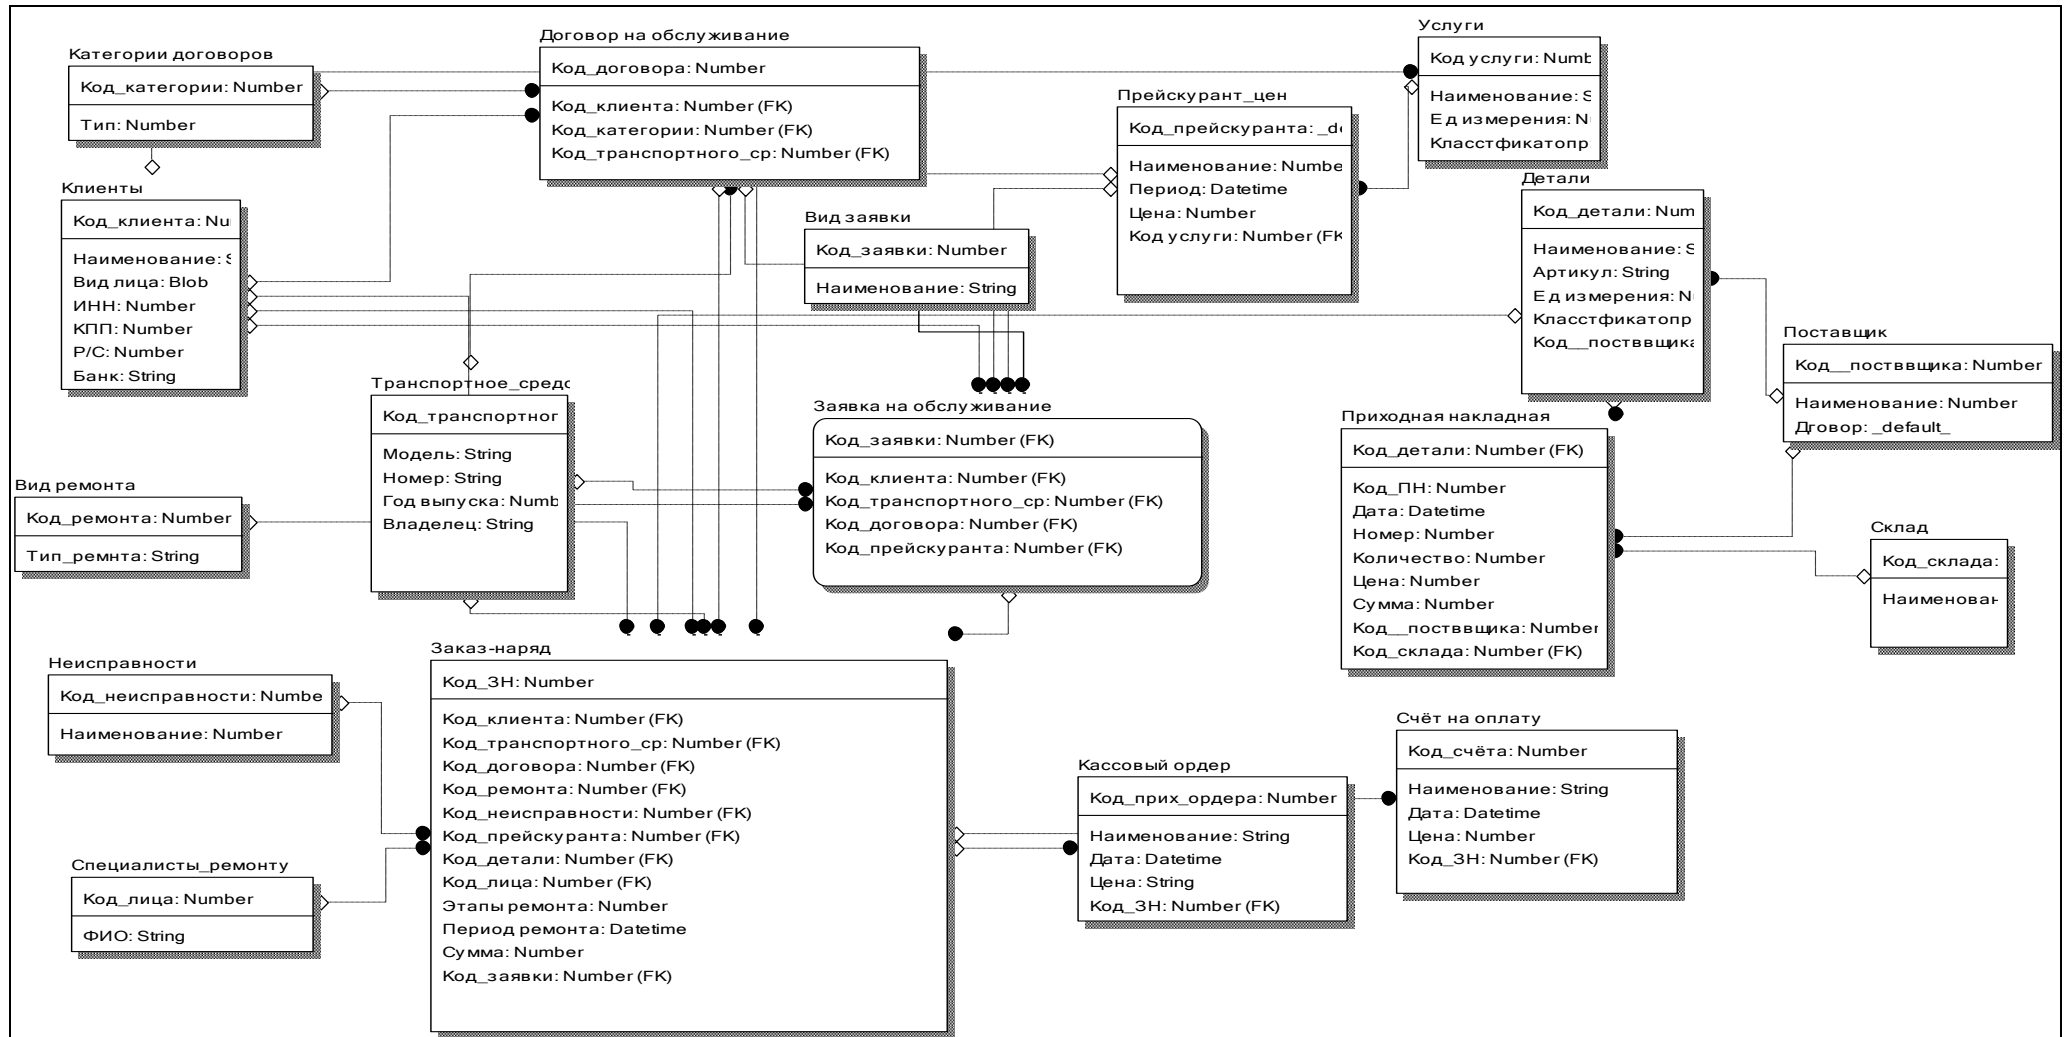 Категории договоров
Код_категории: Number
Тип: Number
Договор на обслуживание
Код_договора: Number
Код_клиента: Number (FK)
Код_категории: Number (FK)
Код_транспортного_ср: Number (FK)
Услуги
Код услуги: Numb
Наименование: S
Ед измерения: N
Класстфикатопр
Прейскурант_цен
Код_прейскуранта: _de
Наименование: Numbe
Период: Datetime
Цена: Number
Код услуги: Number (FK
Клиенты
Код_клиента: Nu
Наименование: S
Вид лица: Blob
ИНН: Number
КПП: Number
Р/С: Number
Банк: String
Вид заявки
Код_заявки: Number
Наименование: String
Детали
Код_детали: Num
Наименование: S
Артикул: String
Ед измерения: N
Класстфикатопр
Код__постввщика
Поставщик
Код__постввщика: Number
Наименование: Number
Дговор: _default_
Транспортное_средс
Код_транспортног
Модель: String
Номер: String
Год выпуска: Numb
Владелец: String
Заявка на обслуживание
Код_заявки: Number (FK)
Код_клиента: Number (FK)
Код_транспортного_ср: Number (FK)
Код_договора: Number (FK)
Код_прейскуранта: Number (FK)
Приходная накладная
Код_детали: Number (FK)
Код_ПН: Number
Дата: Datetime
Номер: Number
Количество: Number
Цена: Number
Сумма: Number
Код__постввщика: Number
Код_склада: Number (FK)
Вид ремонта
Код_ремонта: Number
Тип_ремнта: String
Склад
Код_склада:
Наименован
Неисправности
Код_неисправности: Numbe
Наименование: Number
Заказ-наряд
Код_ЗН: Number
Код_клиента: Number (FK)
Код_транспортного_ср: Number (FK)
Код_договора: Number (FK)
Код_ремонта: Number (FK)
Код_неисправности: Number (FK)
Код_прейскуранта: Number (FK)
Код_детали: Number (FK)
Код_лица: Number (FK)
Этапы ремонта: Number
Период ремонта: Datetime
Сумма: Number
Код_заявки: Number (FK)
Специалисты_ремонту
Код_лица: Number
ФИО: String
Кассовый ордер
Код_прих_ордера: Number
Наименование: String
Дата: Datetime
Цена: String
Код_ЗН: Number (FK)
Счёт на оплату
Код_счёта: Number
Наименование: String
Дата: Datetime
Цена: Number
Код_ЗН: Number (FK)